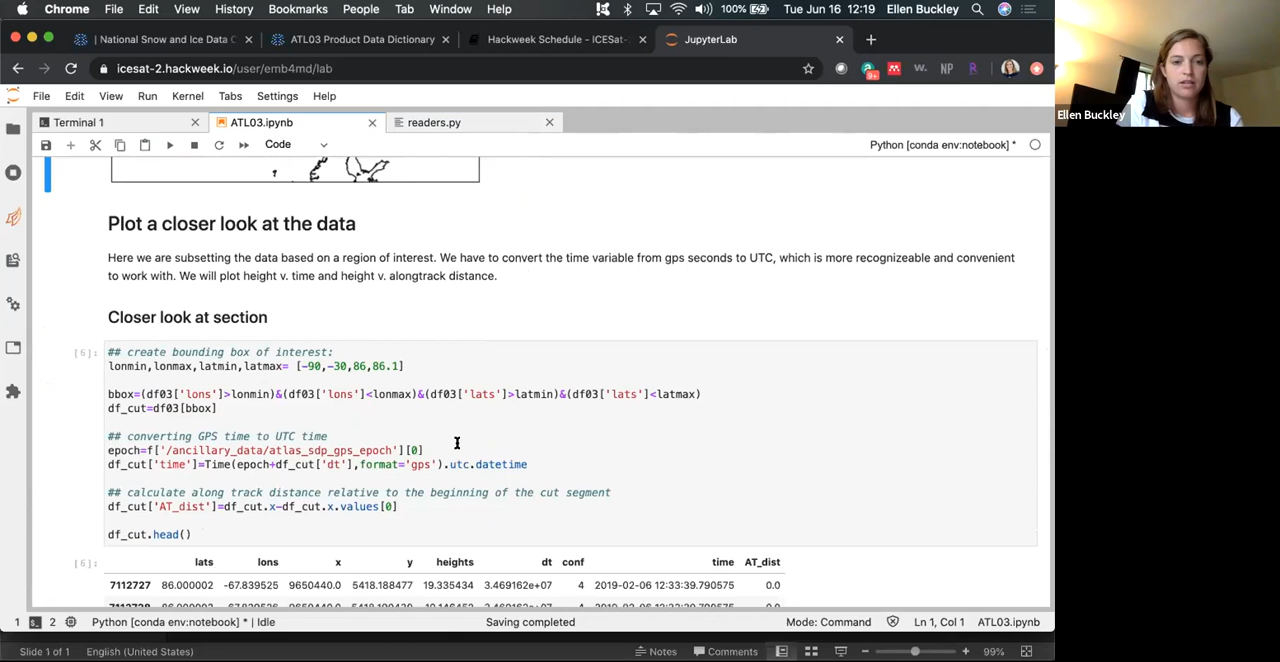 Chrome File Edit View History Bookmarks People Tab Window Help 100% Tue Jun 16 12:19 Ellen Buckley
| National Snow and Ice Data C ATL03 Product Data Dictionary Hackweek Schedule - ICESat- JupyterLab
icesat-2.hackweek.io/user/emb4md/lab 9+ w. NP R
Ellen Buckley
File Edit View Run Kernel Tabs Settings Help
Terminal 1 ATL03.ipynb readers.py
Code Python [conda env:notebook] *
Plot a closer look at the data
Here we are subsetting the data based on a region of interest. We have to convert the time variable from gps seconds to UTC, which is more recognizeable and convenient
to work with. We will plot height v. time and height v. alongtrack distance.
Closer look at section
[6]: ## create bounding box of interest:
lonmin,lonmax,latmin,latmax= [-90,-30,86,86.1]
bbox=(df03['lons']>lonmin)&(df03['lons']<lonmax)&(df03['lats']>latmin)&(df03['lats']<latmax)
df_cut=df03[bbox]
## converting GPS time to UTC time
epoch=f['/ancillary_data/atlas_sdp_gps_epoch'][0]
df_cut['time']=Time(epoch+df_cut['dt'],format='gps').utc.datetime
## calculate along track distance relative to the beginning of the cut segment
df_cut['AT_dist']=df_cut.x-df_cut.x.values[0]
df_cut.head()
[6]: lats lons x y heights dt conf time AT_dist
7112727 86.000002 -67.839525 9650440.0 5418.188477 19.335434 3.469162e+07 4 2019-02-06 12:33:39.790575 0.0
1 2 Python [conda env:notebook] * | Idle Saving completed Mode: Command Ln 1, Col 1 ATL03.ipynb
Slide 1 of 1 English (United States) Notes Comments 99%